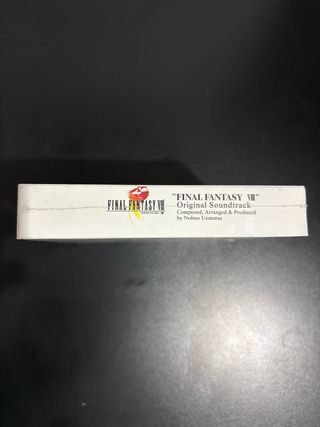 FINAL FANTASY VIII
"FINAL FANTASY VIII"
Original Soundtrack
Composed, Arranged & Produced
by Nobuo Uematsu